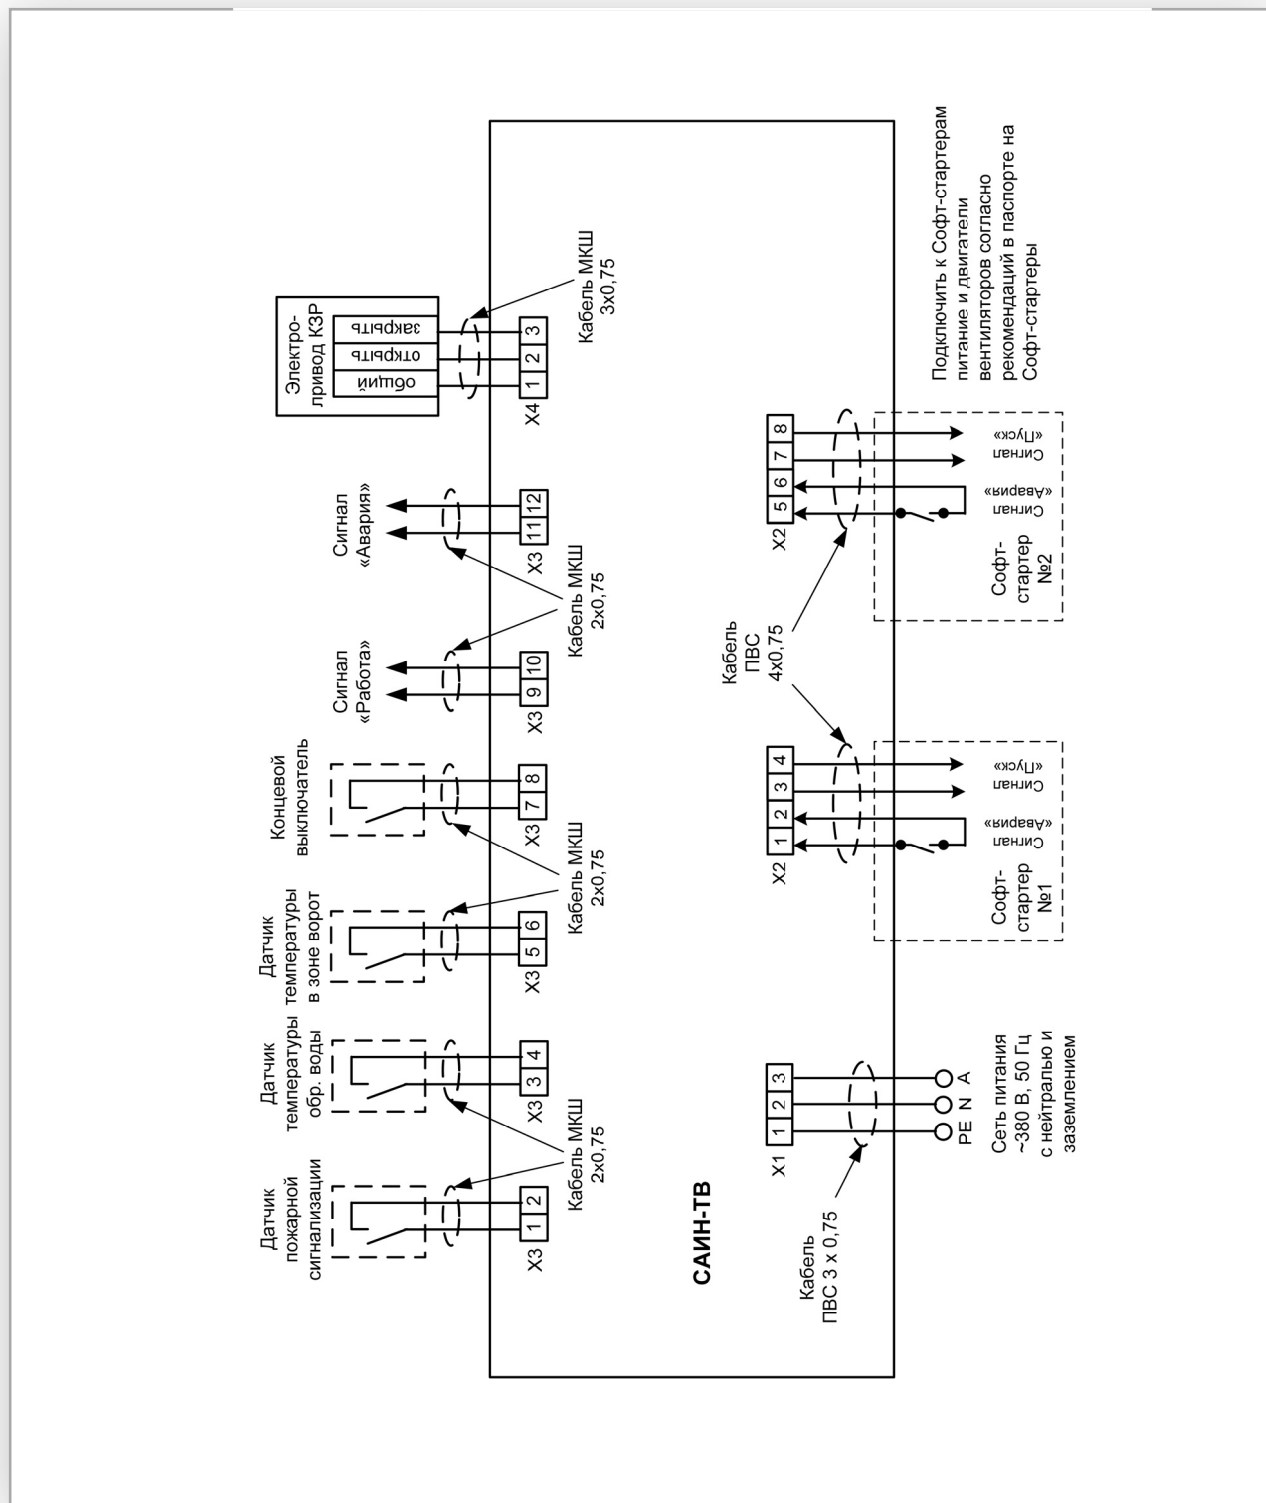 Датчик
пожарной
сигнализации
Датчик
температуры
обр. воды
Датчик
температуры
в зоне ворот
Концевой
выключатель
Сигнал
«Работа»
Сигнал
«Авария»
Электро-
привод КЗР
общий
открыть
закрыть
X3
1
2
X3
3
4
X3
5
6
X3
7
8
X3
9
10
X3
11
12
X4
1
2
3
Кабель МКШ
2х0,75
Кабель МКШ
2х0,75
Кабель МКШ
2х0,75
Кабель МКШ
3х0,75
САИН-ТВ
Кабель
ПВС 3 х 0,75
Кабель
ПВС
4х0,75
X1
1
2
3
X2
1
2
3
4
X2
5
6
7
8
PE
N
A
Сеть питания
~380 В, 50 Гц
с нейтралью и
заземлением
Софт-
стартер
№1
Сигнал
«Авария»
Сигнал
«Пуск»
Софт-
стартер
№2
Сигнал
«Авария»
Сигнал
«Пуск»
Подключить к Софт-стартерам
питание и двигатели
вентиляторов согласно
рекомендаций в паспорте на
Софт-стартеры